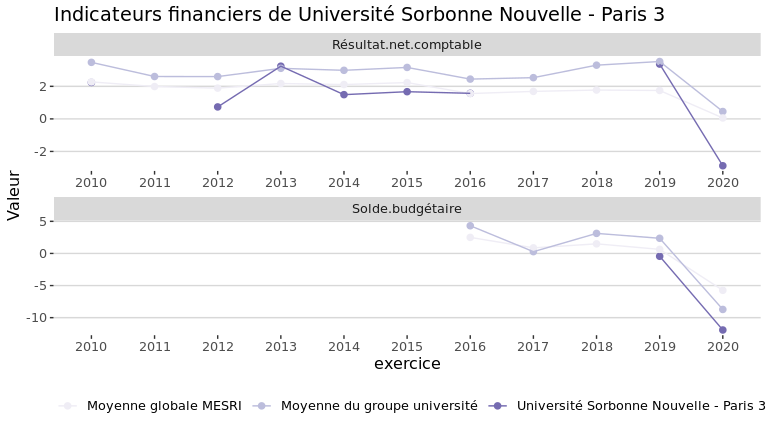 Indicateurs financiers de Université Sorbonne Nouvelle - Paris 3
Résultat.net.comptable
2
0
-2
2010 2011 2012 2013 2014 2015 2016 2017 2018 2019 2020
Valeur
Solde.budgétaire
5
0
-5
-10
2010 2011 2012 2013 2014 2015 2016 2017 2018 2019 2020
exercice
Moyenne globale MESRI Moyenne du groupe université Université Sorbonne Nouvelle - Paris 3